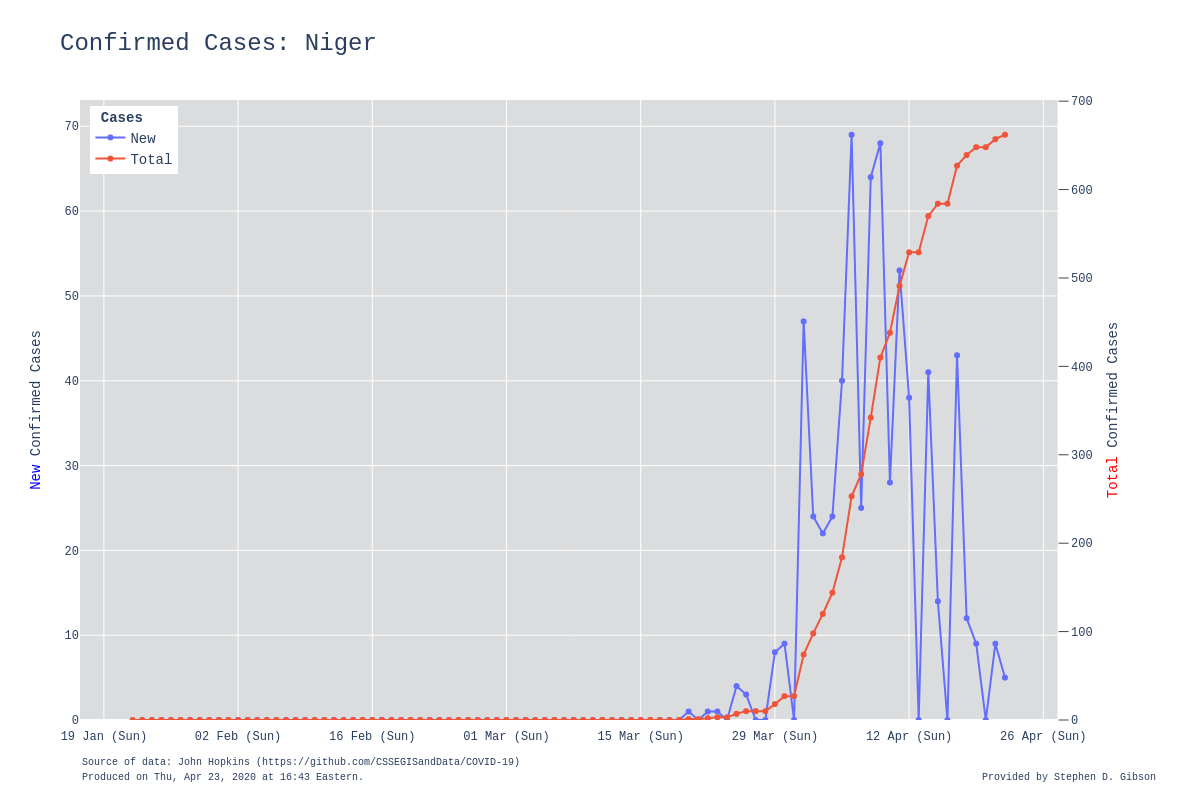 Confirmed Cases: Niger
Cases
New
Total
70
60
50
40
30
20
10
0
New Confirmed Cases
700
600
500
400
300
200
100
0
Total Confirmed Cases
19 Jan (Sun) 02 Feb (Sun) 16 Feb (Sun) 01 Mar (Sun) 15 Mar (Sun) 29 Mar (Sun) 12 Apr (Sun) 26 Apr (Sun)
Source of data: John Hopkins (https://github.com/CSSEGISandData/COVID-19)
Produced on Thu, Apr 23, 2020 at 16:43 Eastern.
Provided by Stephen D. Gibson